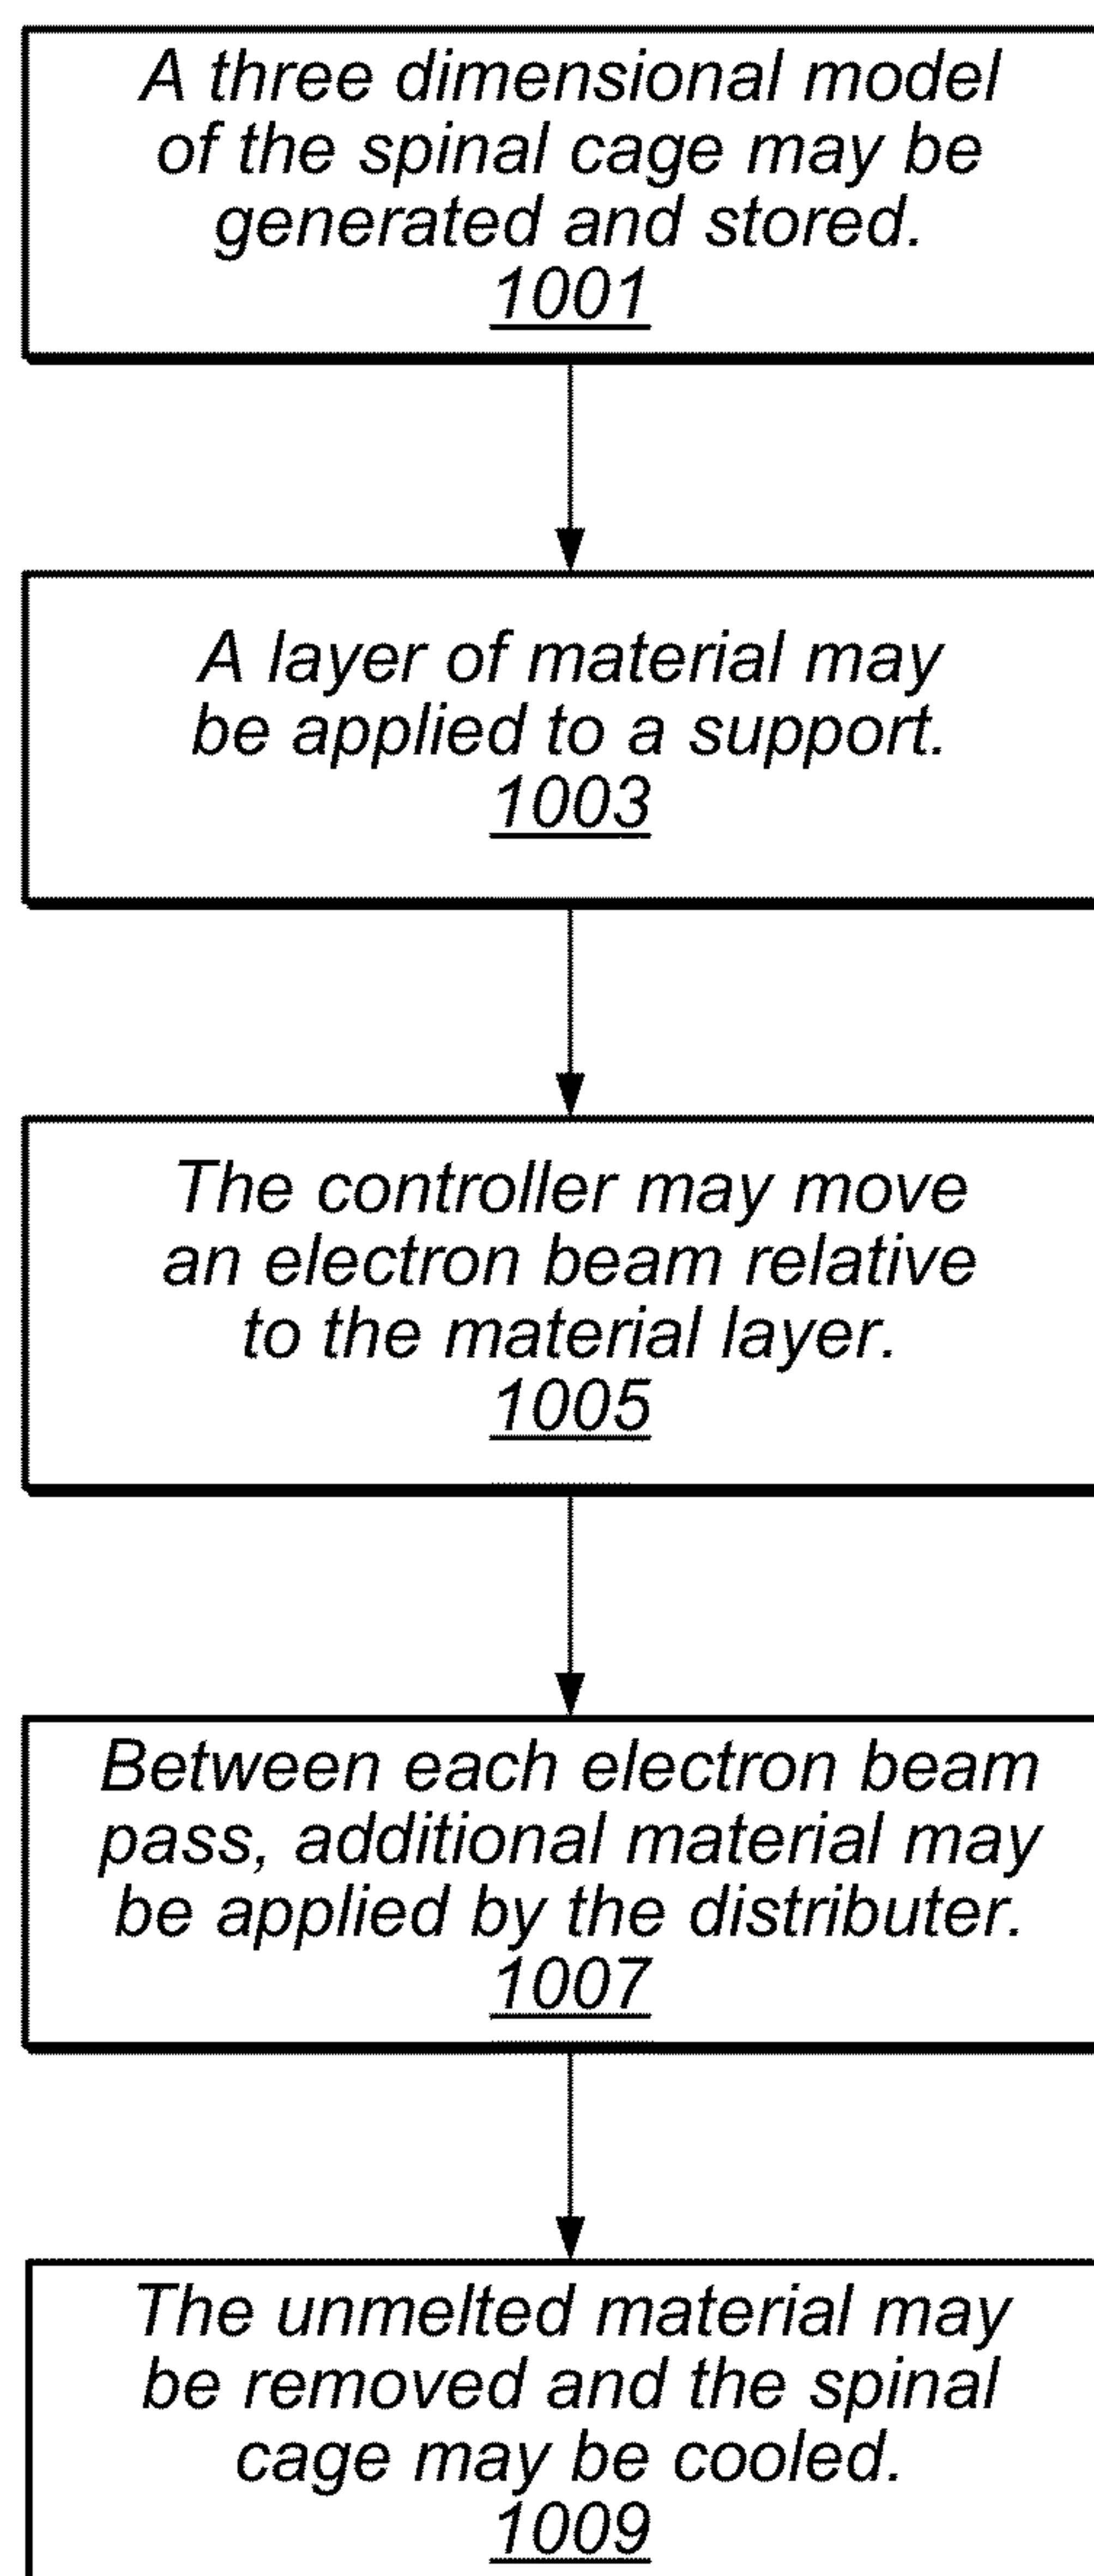 A three dimensional model
of the spinal cage may be
generated and stored.
1001
A layer of material may
be applied to a support.
1003
The controller may move
an electron beam relative
to the material layer.
1005
Between each electron beam
pass, additional material may
be applied by the distributer.
1007
The unmelted material may
be removed and the spinal
cage may be cooled.
1009